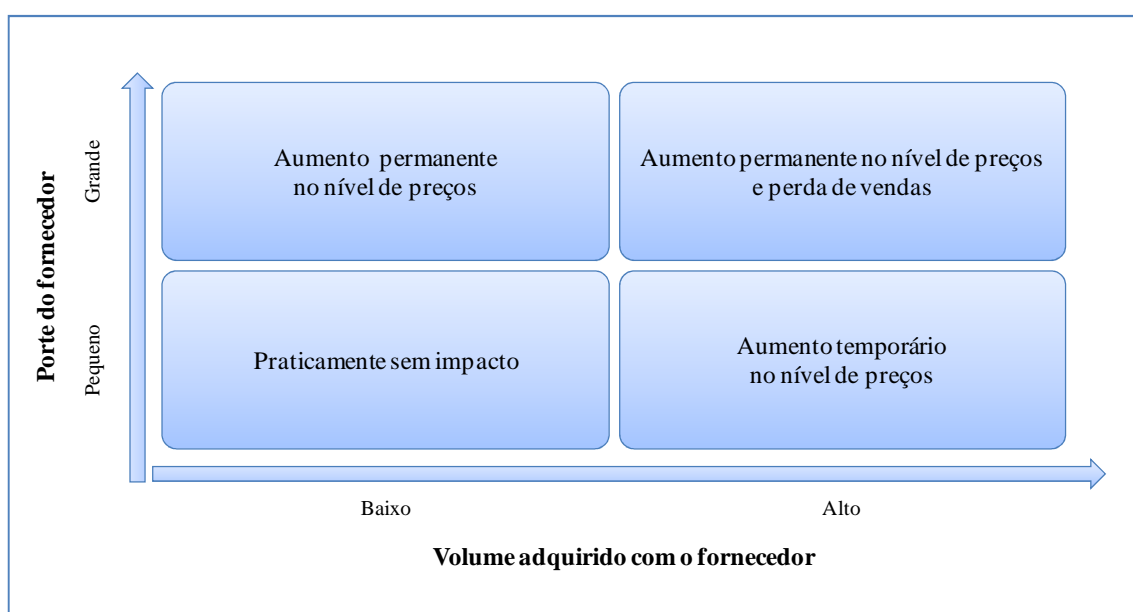 Porte do fornecedor
Grande
Aumento permanente
no nível de preços
Aumento permanente no nível de preços
e perda de vendas
Pequeno
Praticamente sem impacto
Aumento temporário
no nível de preços
Baixo
Alto
Volume adquirido com o fornecedor